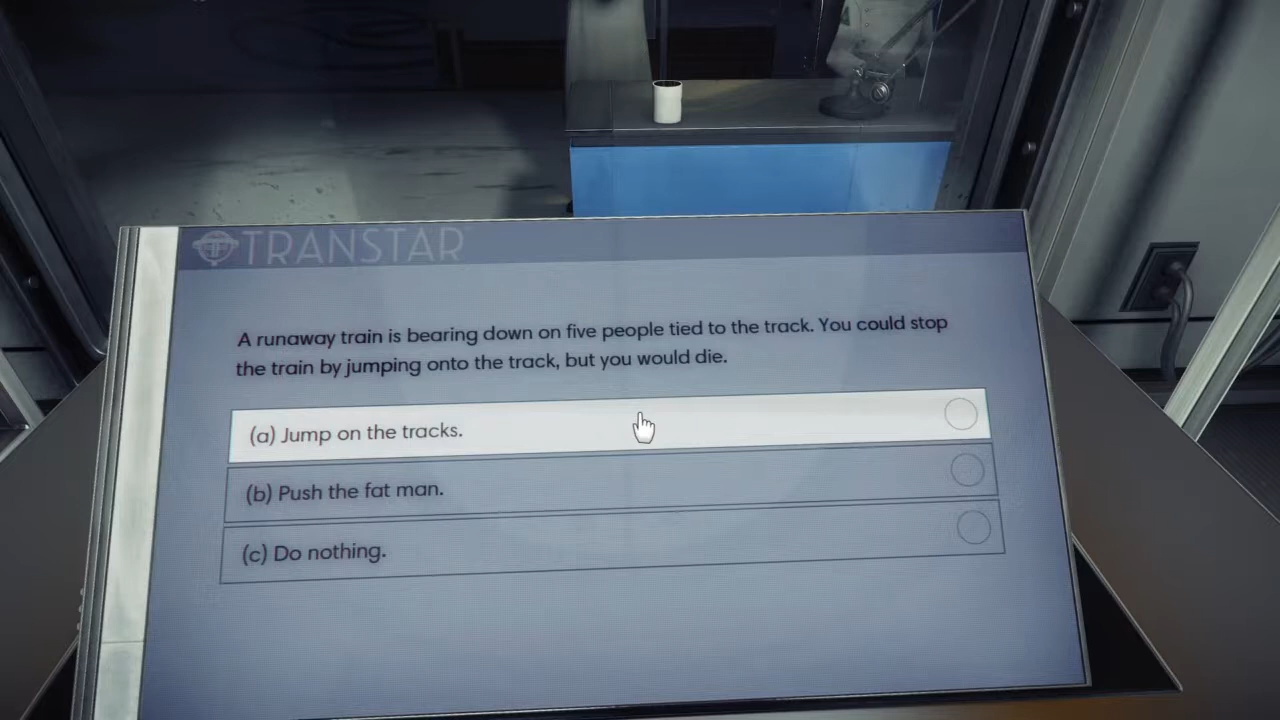 TRANSTAR
A runaway train is bearing down on five people tied to the track. You could stop
the train by jumping onto the track, but you would die.
(a) Jump on the tracks.
(b) Push the fat man.
(c) Do nothing.